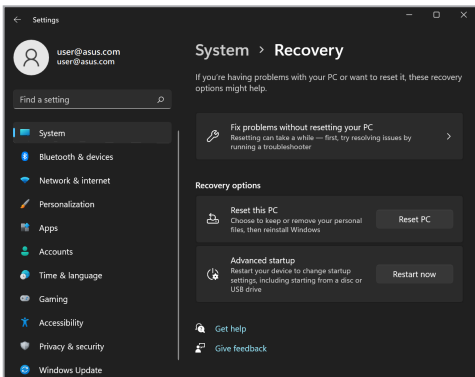 Settings
user@asus.com
user@asus.com
Find a setting
System
Bluetooth & devices
Network & internet
Personalization
Apps
Accounts
Time & language
Gaming
Accessibility
Privacy & security
Windows Update
System > Recovery
If you're having problems with your PC or want to reset it, these recovery
options might help.
Fix problems without resetting your PC
Resetting can take a while — first, try resolving issues by
running a troubleshooter
Recovery options
Reset this PC
Choose to keep or remove your personal
files, then reinstall Windows
Reset PC
Advanced startup
Restart your device to change startup
settings, including starting from a disc or
USB drive
Restart now
Get help
Give feedback